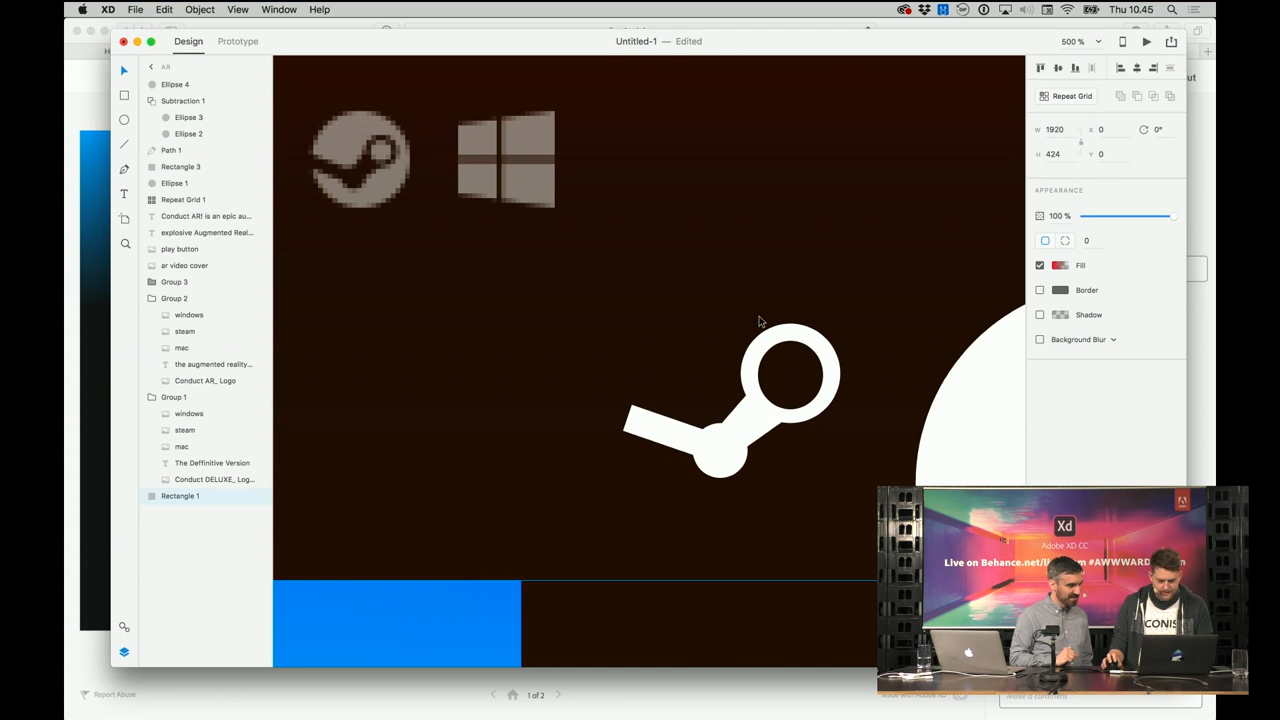 XD File Edit Object View Window Help
Thu 10.45
Design Prototype
Untitled-1 — Edited
500 %
AR
Ellipse 4
Subtraction 1
Ellipse 3
Ellipse 2
Path 1
Rectangle 3
Ellipse 1
Repeat Grid 1
Conduct AR! is an epic au...
explosive Augmented Real...
play button
ar video cover
Group 3
Group 2
windows
steam
mac
the augmented reality...
Conduct AR_ Logo
Group 1
windows
steam
mac
The Deffinitive Version
Conduct DELUXE_ Log...
Rectangle 1
Repeat Grid
W 1920 X 0 0°
H 424 Y 0
APPEARANCE
100 %
0
Fill
Border
Shadow
Background Blur
ut
Xd
Adobe XD CC
Live on Behance.net/li
#AWWWARD
CONIS
Report Abuse
1 of 2
Make a comment